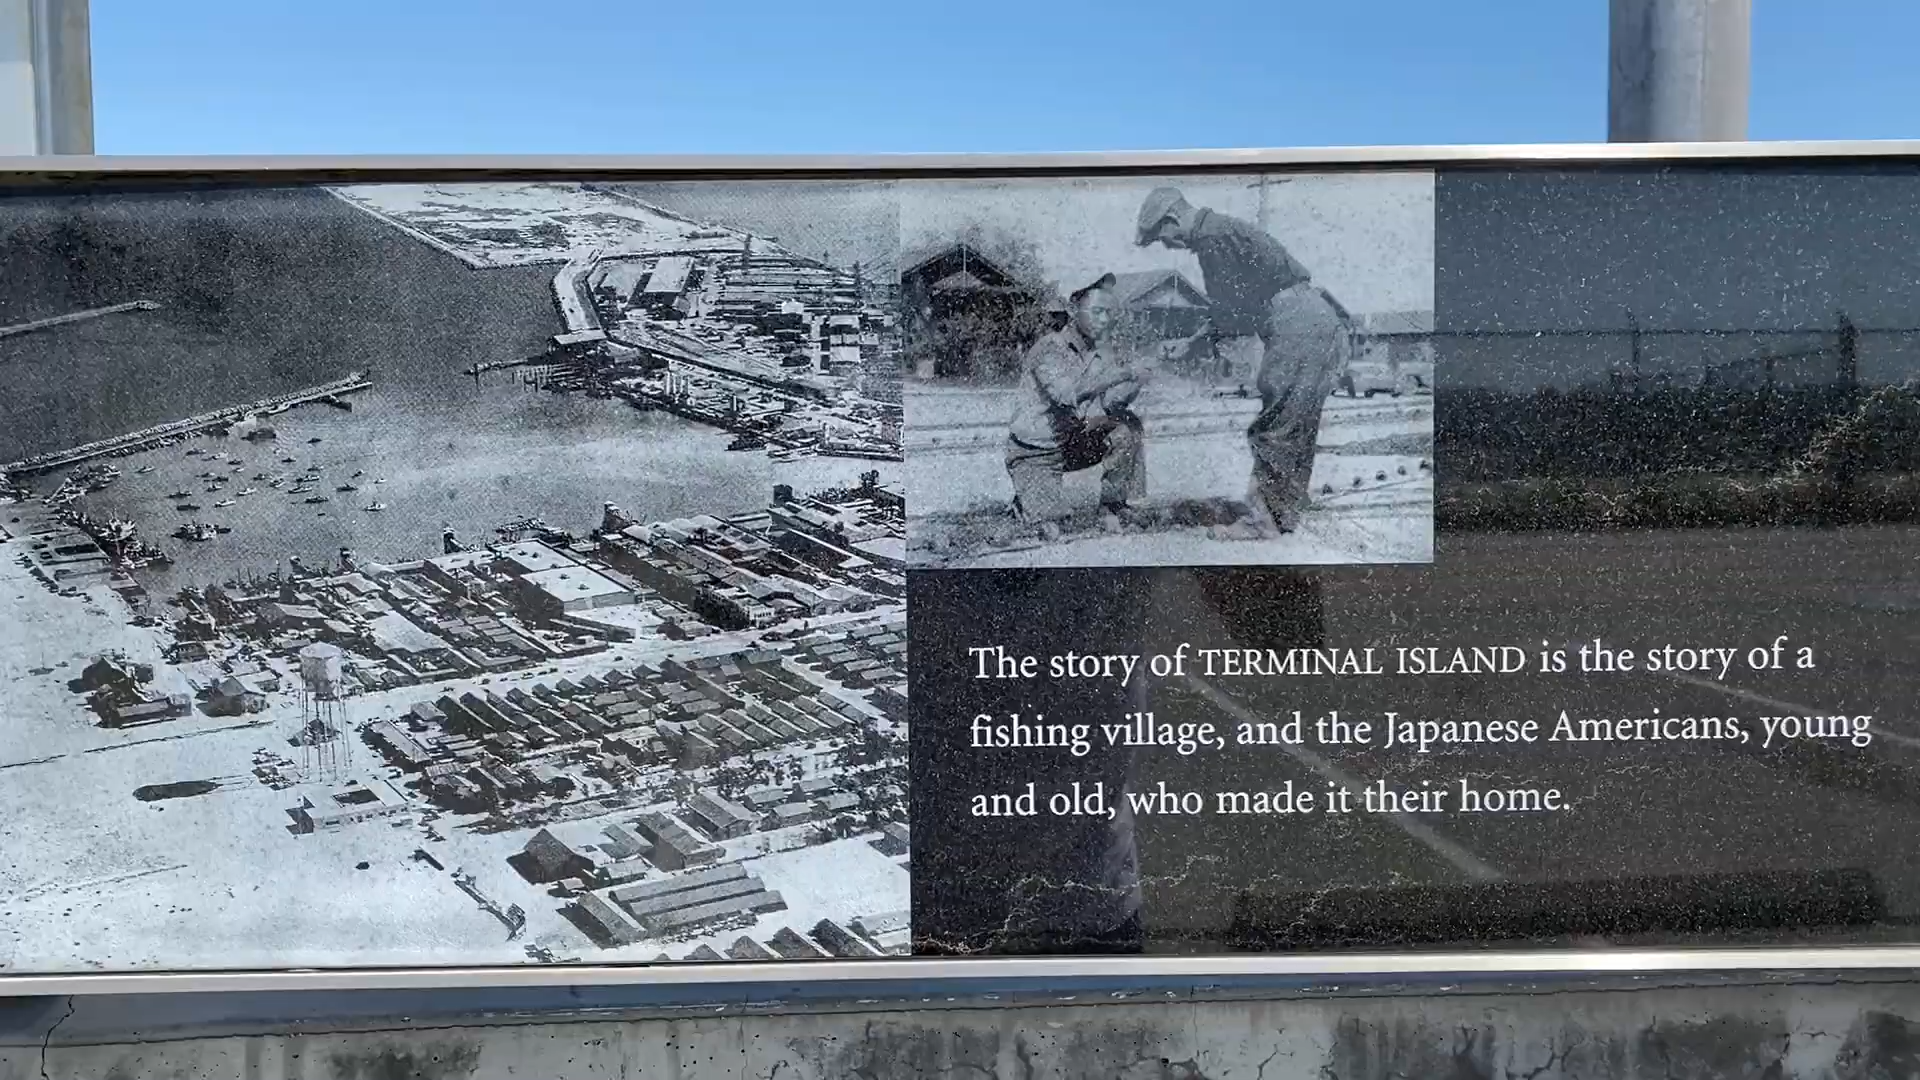 The story of TERMINAL ISLAND is the story of a
fishing village, and the Japanese Americans, young
and old, who made it their home.